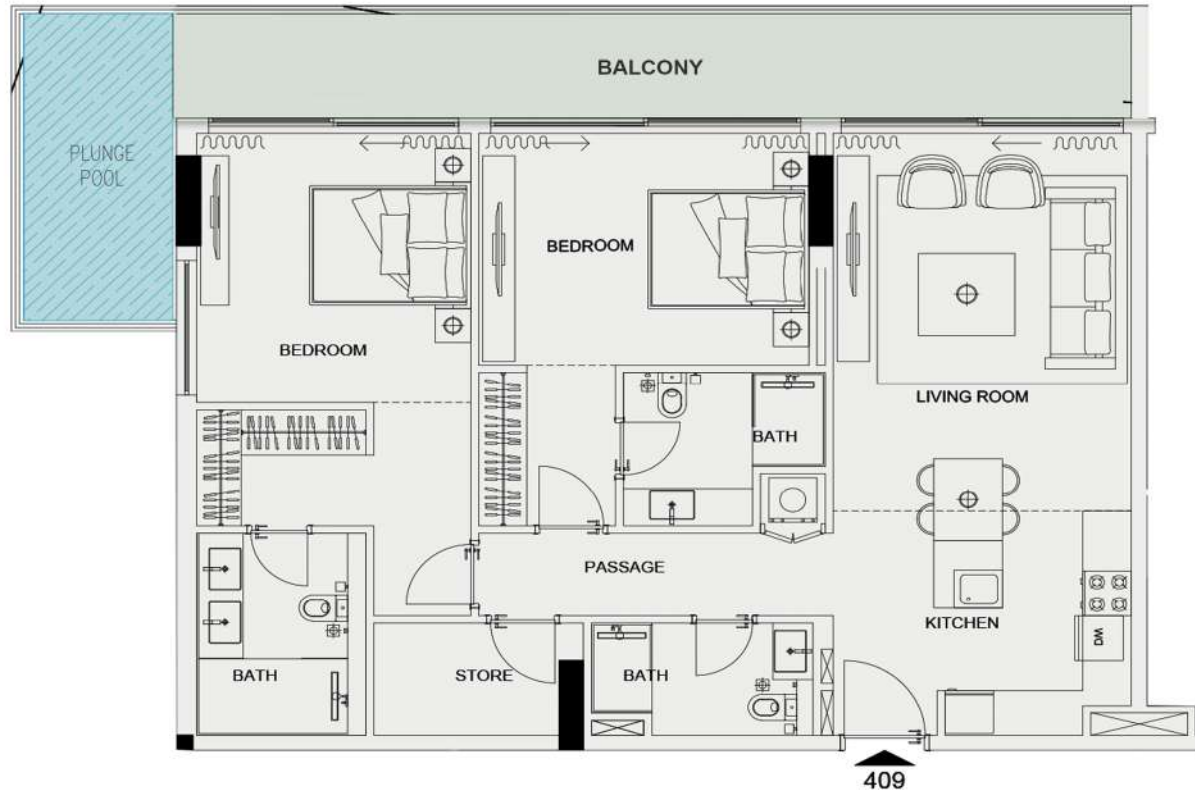 BALCONY
PLUNGE
POOL
BEDROOM
BEDROOM
LIVING ROOM
BATH
PASSAGE
KITCHEN
DW
BATH
STORE
BATH
409